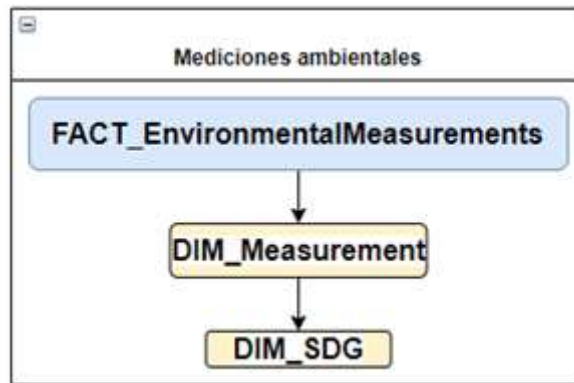 Mediciones ambientales
FACT_EnvironmentalMeasurements
DIM_Measurement
DIM_SDG